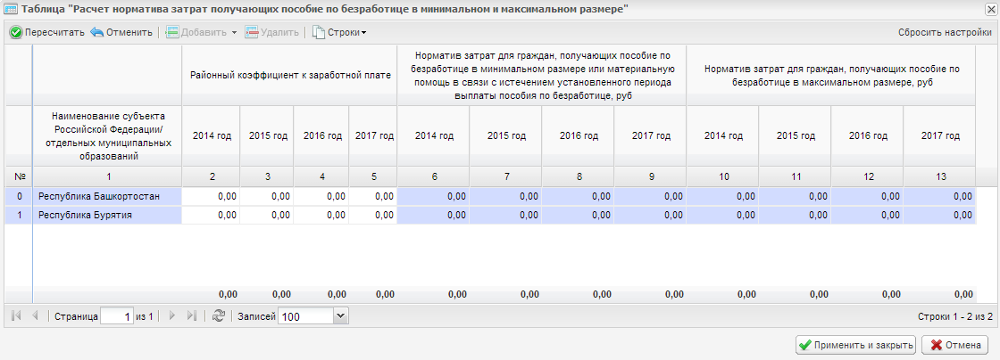 Таблица "Расчет норматива затрат получающих пособие по безработице в минимальном и максимальном размере"
Пересчитать Отменить Добавить Удалить Строки Сбросить настройки
Районный коэффициент к заработной плате
Норматив затрат для граждан, получающих пособие по
безработице в минимальном размере или материальную
помощь в связи с истечением установленного периода
выплаты пособия по безработице, руб
Норматив затрат для граждан, получающих пособие по
безработице в максимальном размере, руб
Наименование субъекта
Российской Федерации/
отдельных муниципальных
образований
2014 год 2015 год 2016 год 2017 год 2014 год 2015 год 2016 год 2017 год 2014 год 2015 год 2016 год 2017 год
№ 1 2 3 4 5 6 7 8 9 10 11 12 13
0 Республика Башкортостан 0,00 0,00 0,00 0,00 0,00 0,00 0,00 0,00 0,00 0,00 0,00 0,00
1 Республика Бурятия 0,00 0,00 0,00 0,00 0,00 0,00 0,00 0,00 0,00 0,00 0,00 0,00
0,00 0,00 0,00 0,00 0,00 0,00 0,00 0,00 0,00 0,00 0,00 0,00
Страница 1 из 1 Записей 100 Строки 1 - 2 из 2
Применить и закрыть Отмена